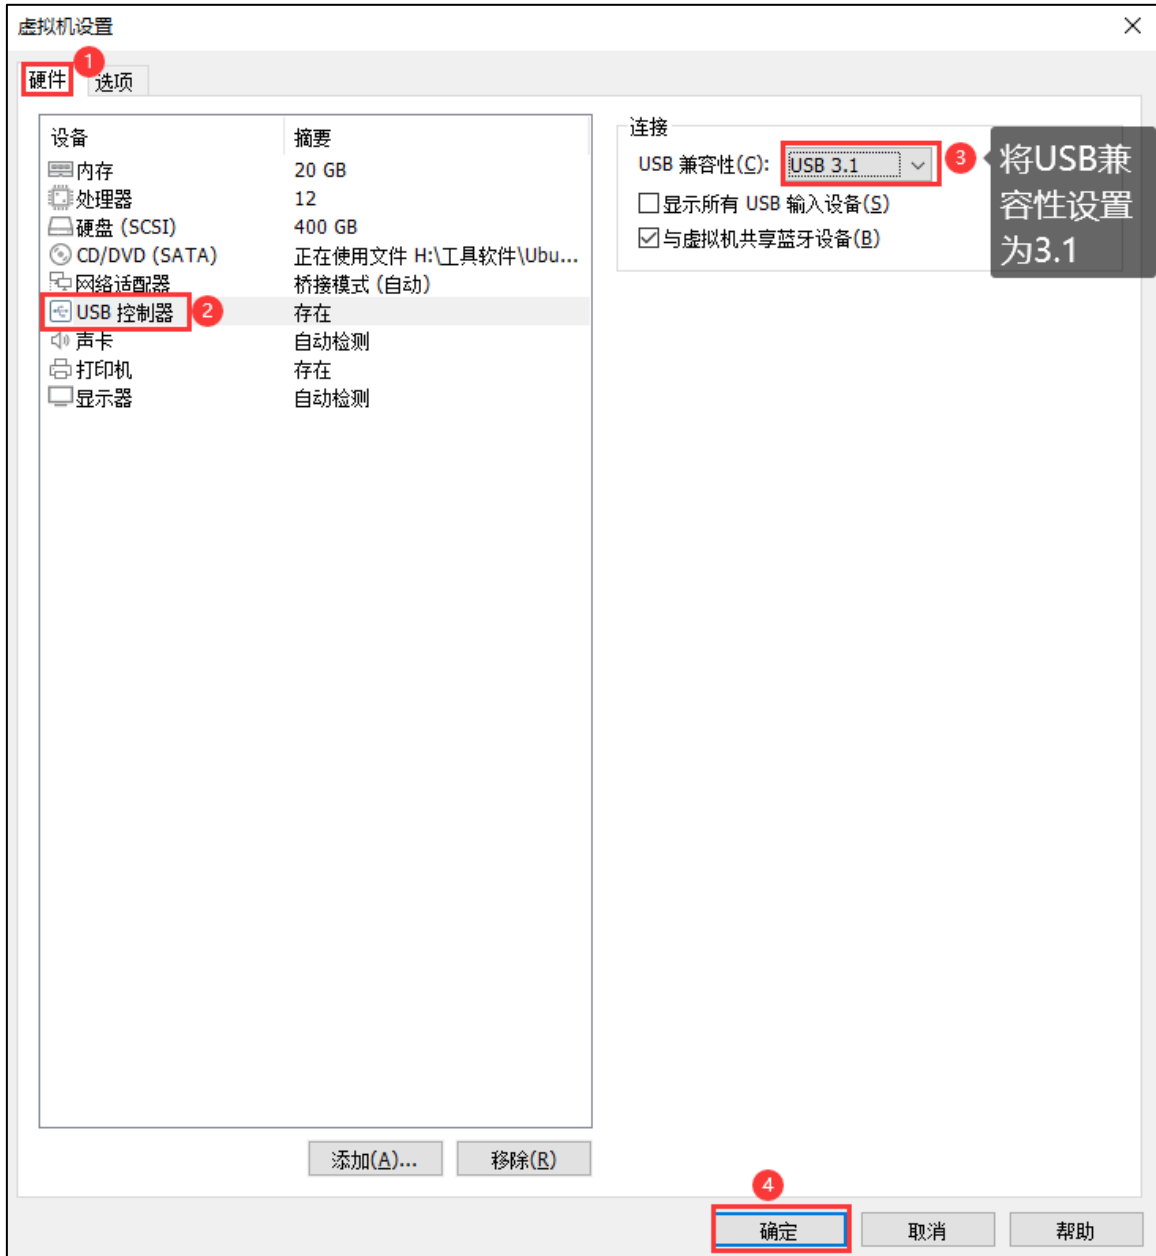 虚拟机设置
1
硬件 选项
设备 摘要
内存 20 GB
处理器 12
硬盘 (SCSI) 400 GB
CD/DVD (SATA) 正在使用文件 H:\工具软件\Ubu...
网络适配器 桥接模式 (自动)
USB 控制器 2 存在
声卡 自动检测
打印机 存在
显示器 自动检测
连接
USB 兼容性(C): USB 3.1 3
显示所有 USB 输入设备(S)
与虚拟机共享蓝牙设备(B)
将USB兼
容性设置
为3.1
添加(A)... 移除(R)
4
确定 取消 帮助